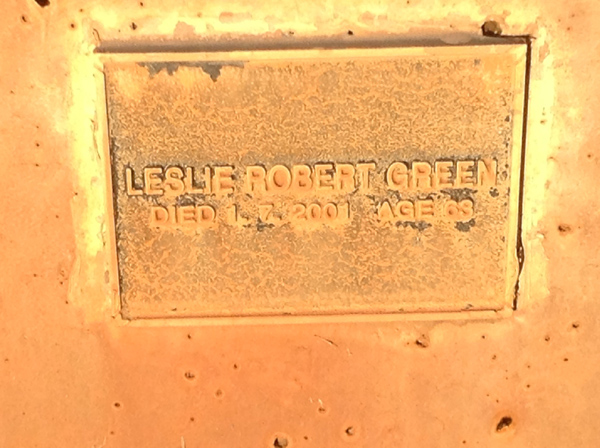 LESLIE ROBERT GREEN
DIED 1. 7. 2001 AGE